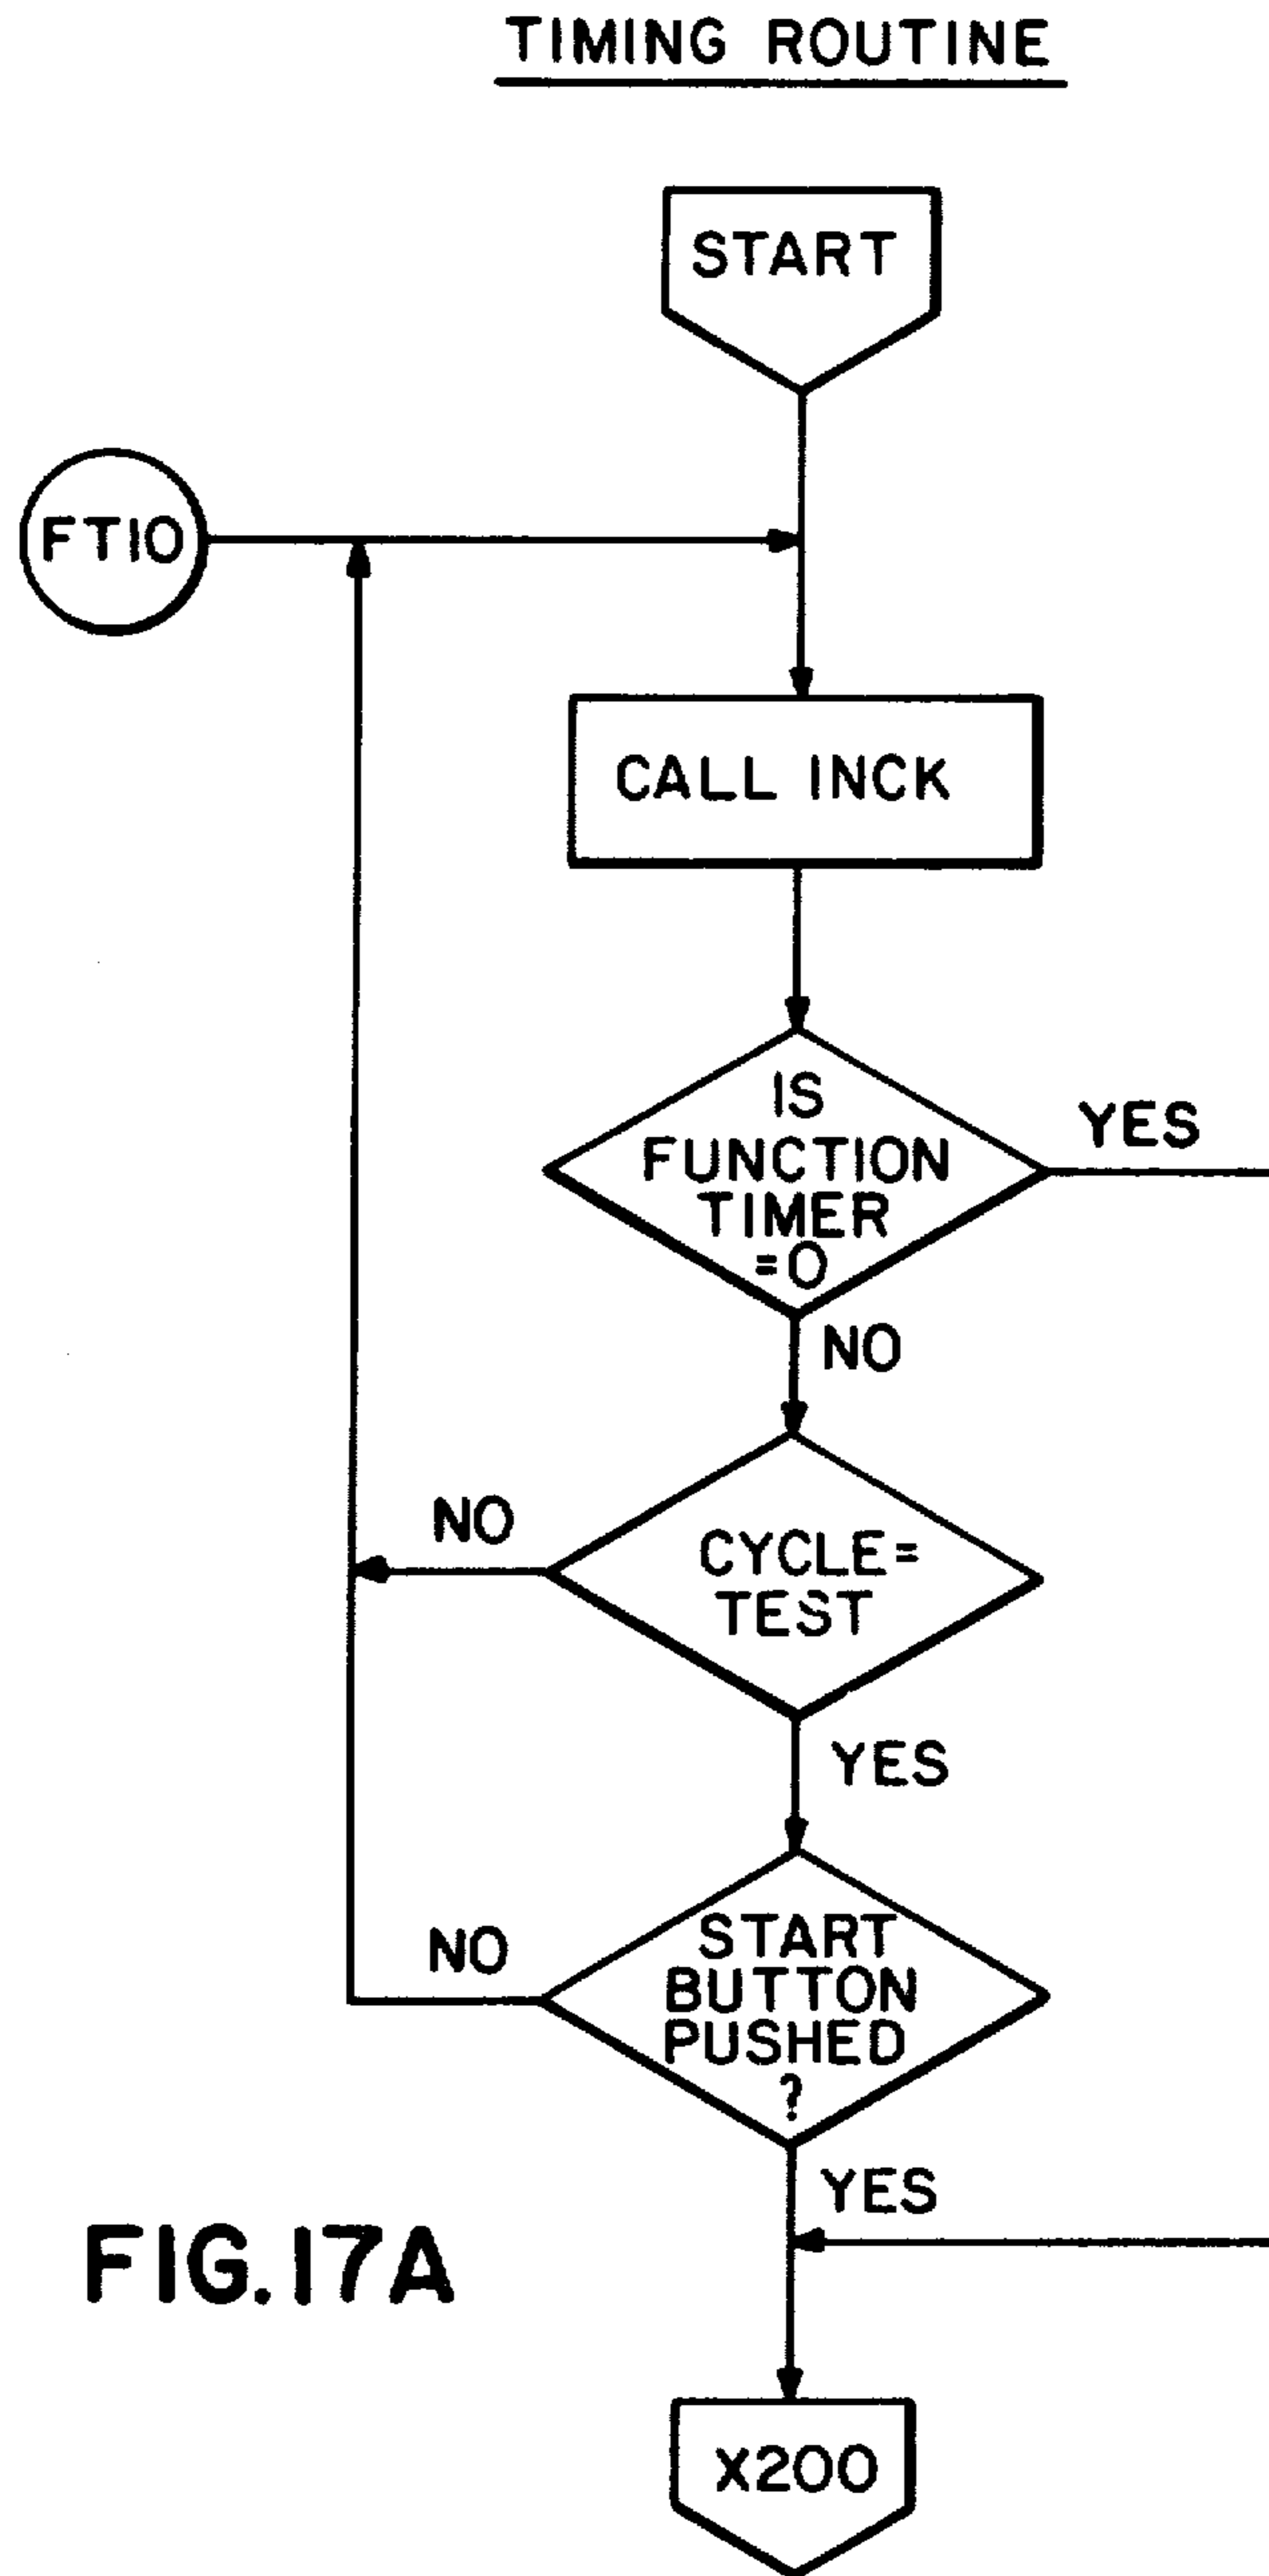 TIMING ROUTINE
START
FT10
CALL INCK
IS
FUNCTION
TIMER
=0
YES
NO
CYCLE=
TEST
NO
YES
START
BUTTON
PUSHED
?
NO
YES
FIG.17A
X200